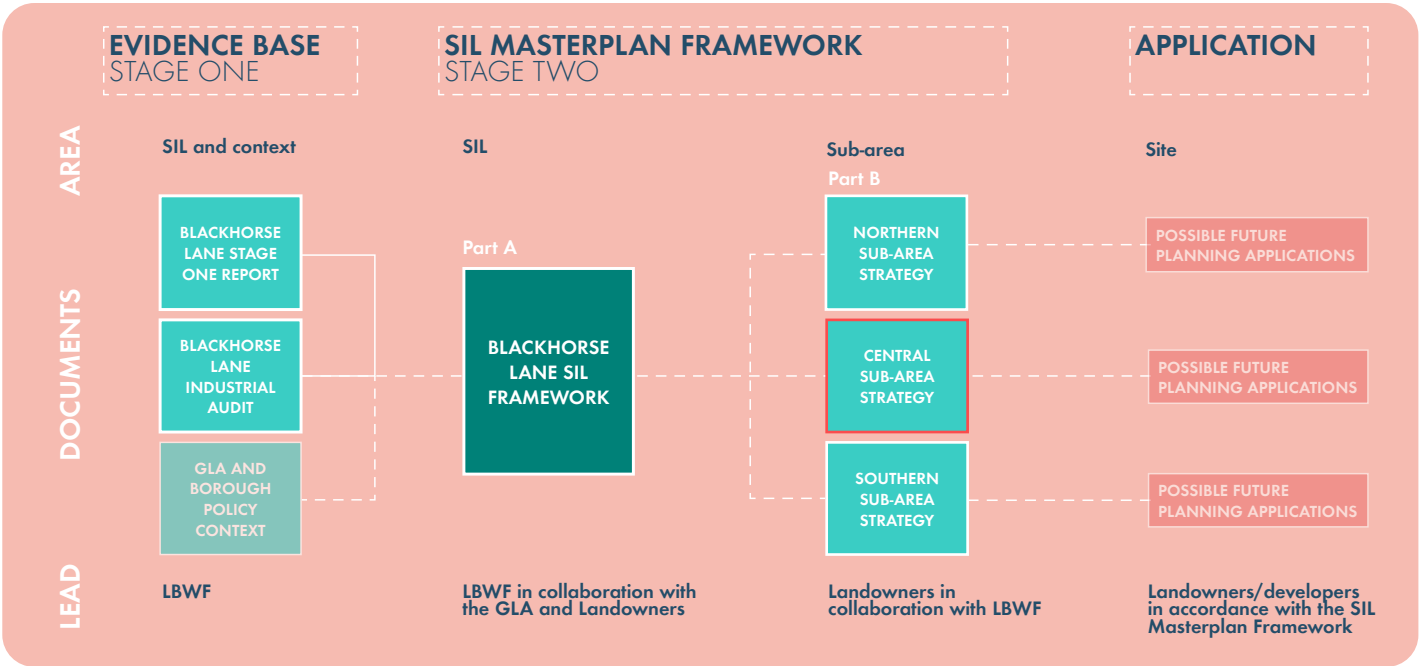 EVIDENCE BASE
STAGE ONE
SIL MASTERPLAN FRAMEWORK
STAGE TWO
APPLICATION
AREA
SIL and context
SIL
Sub-area
Site
DOCUMENTS
BLACKHORSE
LANE STAGE
ONE REPORT
BLACKHORSE
LANE
INDUSTRIAL
AUDIT
GLA AND
BOROUGH
POLICY
CONTEXT
Part A
BLACKHORSE
LANE SIL
FRAMEWORK
Part B
NORTHERN
SUB-AREA
STRATEGY
CENTRAL
SUB-AREA
STRATEGY
SOUTHERN
SUB-AREA
STRATEGY
POSSIBLE FUTURE
PLANNING APPLICATIONS
POSSIBLE FUTURE
PLANNING APPLICATIONS
POSSIBLE FUTURE
PLANNING APPLICATIONS
LEAD
LBWF
LBWF in collaboration with
the GLA and Landowners
Landowners in
collaboration with LBWF
Landowners/developers
in accordance with the SIL
Masterplan Framework